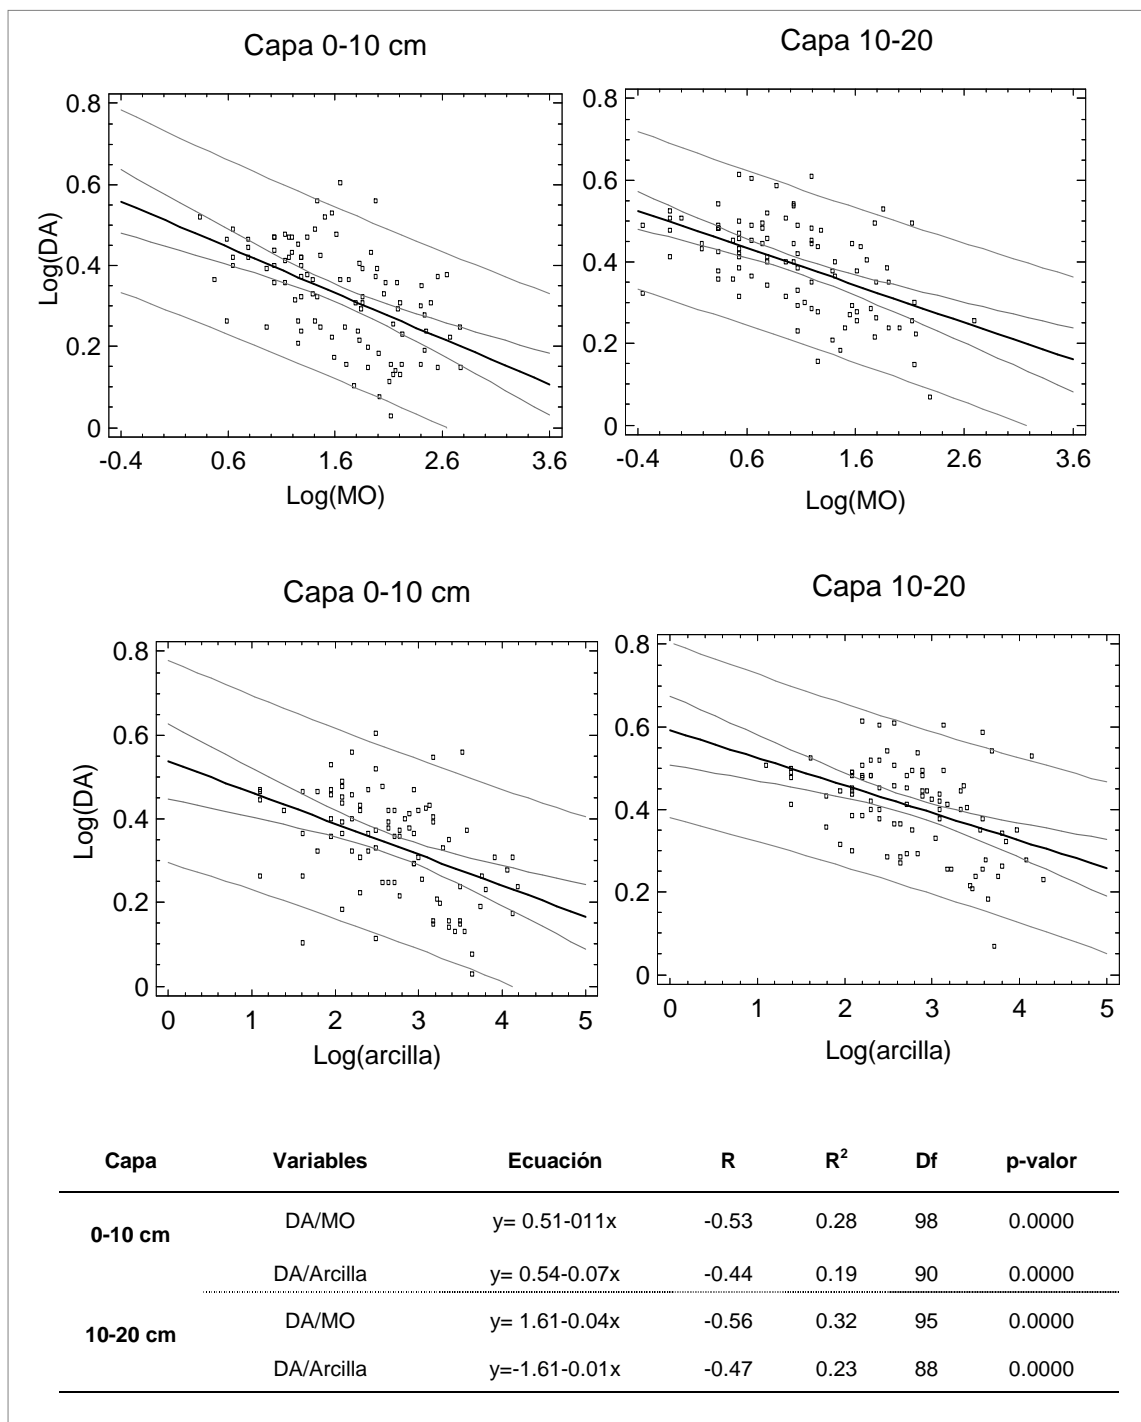 Capa 0-10 cm
Capa 10-20
0.8
0.6
0.4
0.2
0
Log(DA)
-0.4 0.6 1.6 2.6 3.6
Log(MO)
0.8
0.6
0.4
0.2
0
-0.4 0.6 1.6 2.6 3.6
Log(MO)
Capa 0-10 cm
Capa 10-20
0.8
0.6
0.4
0.2
0
Log(DA)
0 1 2 3 4 5
Log(arcilla)
0.8
0.6
0.4
0.2
0
0 1 2 3 4 5
Log(arcilla)
Capa Variables Ecuación R R² Df p-valor
0-10 cm DA/MO y= 0.51-011x -0.53 0.28 98 0.0000
DA/Arcilla y= 0.54-0.07x -0.44 0.19 90 0.0000
10-20 cm DA/MO y= 1.61-0.04x -0.56 0.32 95 0.0000
DA/Arcilla y=-1.61-0.01x -0.47 0.23 88 0.0000